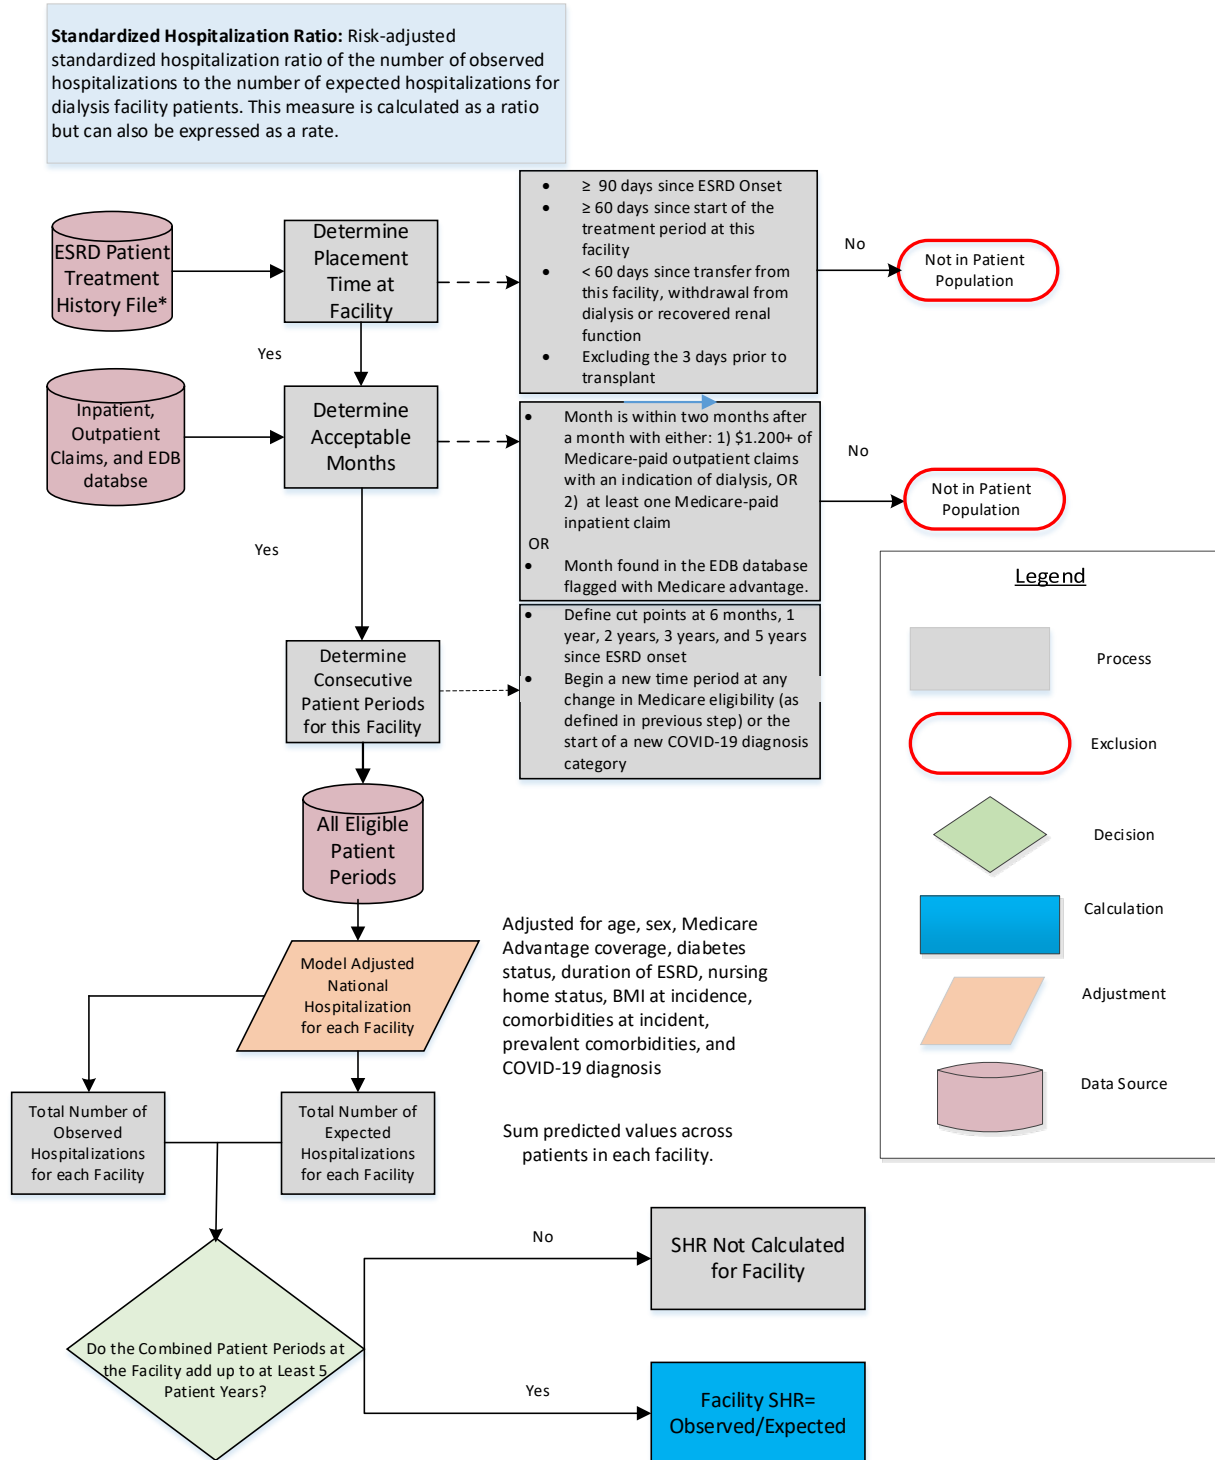 Standardized Hospitalization Ratio: Risk-adjusted
standardized hospitalization ratio of the number of observed
hospitalizations to the number of expected hospitalizations for
dialysis facility patients. This measure is calculated as a ratio
but can also be expressed as a rate.
ESRD Patient
Treatment
History File*
Determine
Placement
Time at
Facility
• ≥ 90 days since ESRD Onset
• ≥ 60 days since start of the
treatment period at this
facility
• < 60 days since transfer from
this facility, withdrawal from
dialysis or recovered renal
function
• Excluding the 3 days prior to
transplant
No
Not in Patient
Population
Yes
Inpatient,
Outpatient
Claims, and EDB
databse
Determine
Acceptable
Months
• Month is within two months after
a month with either: 1) $1.200+ of
Medicare-paid outpatient claims
with an indication of dialysis, OR
2) at least one Medicare-paid
inpatient claim
OR
• Month found in the EDB database
flagged with Medicare advantage.
No
Not in Patient
Population
Yes
Determine
Consecutive
Patient Periods
for this Facility
• Define cut points at 6 months, 1
year, 2 years, 3 years, and 5 years
since ESRD onset
• Begin a new time period at any
change in Medicare eligibility (as
defined in previous step) or the
start of a new COVID-19 diagnosis
category
All Eligible
Patient
Periods
Model Adjusted
National
Hospitalization
for each Facility
Adjusted for age, sex, Medicare
Advantage coverage, diabetes
status, duration of ESRD, nursing
home status, BMI at incidence,
comorbidities at incident,
prevalent comorbidities, and
COVID-19 diagnosis
Total Number of
Observed
Hospitalizations
for each Facility
Total Number of
Expected
Hospitalizations
for each Facility
Sum predicted values across
patients in each facility.
Do the Combined Patient Periods at
the Facility add up to at Least 5
Patient Years?
No
SHR Not Calculated
for Facility
Yes
Facility SHR=
Observed/Expected
Legend
Process
Exclusion
Decision
Calculation
Adjustment
Data Source